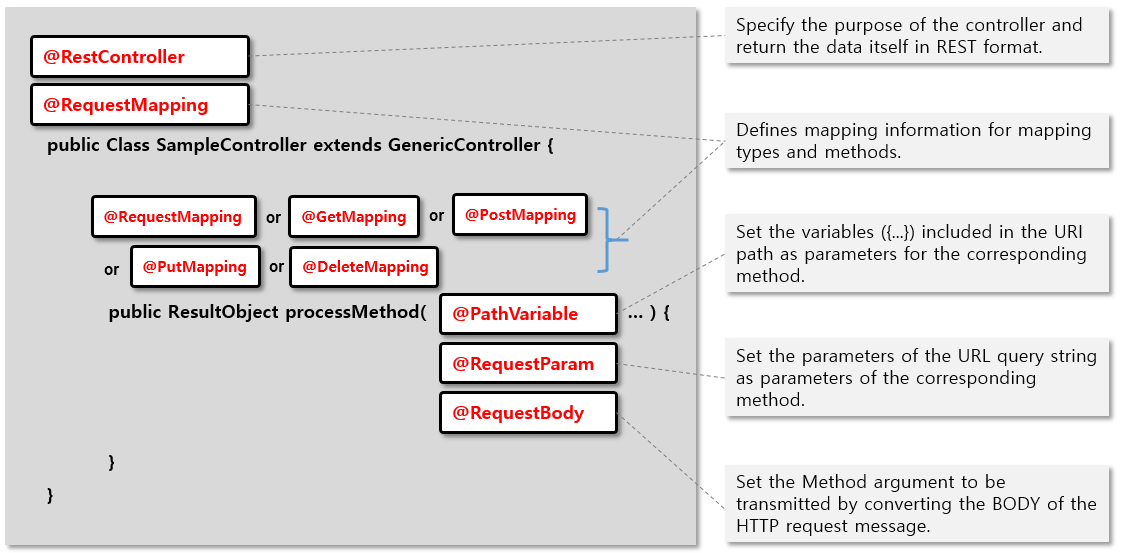 @RestController
@RequestMapping
public Class SampleController extends GenericController {
@RequestMapping or @GetMapping or @PostMapping
or @PutMapping or @DeleteMapping
public ResultObject processMethod( @PathVariable ... ) {
@RequestParam
@RequestBody
}
}
Specify the purpose of the controller and
return the data itself in REST format.
Defines mapping information for mapping
types and methods.
Set the variables ({...}) included in the URI
path as parameters for the corresponding
method.
Set the parameters of the URL query string
as parameters of the corresponding
method.
Set the Method argument to be
transmitted by converting the BODY of the
HTTP request message.